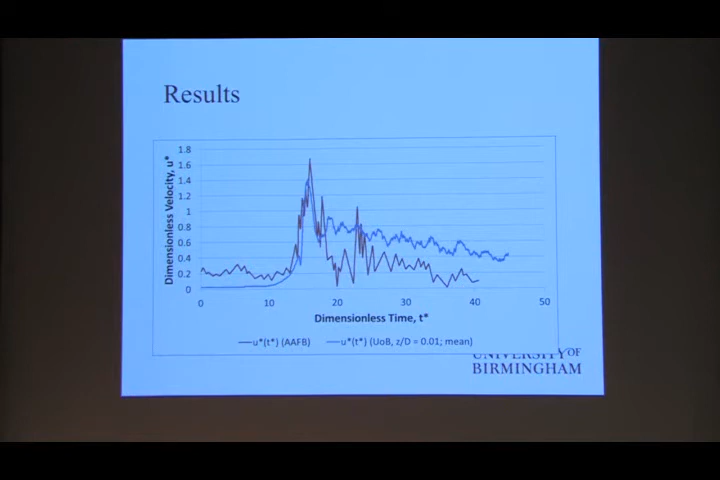 Results
1.8
1.6
1.4
1.2
1
0.8
0.6
0.4
0.2
0
Dimensionless Velocity, u*
0 10 20 30 40 50
Dimensionless Time, t*
u*(t*) (AAFB) u*(t*) (UoB, z/D = 0.01; mean)
UNIVERSITY OF
BIRMINGHAM